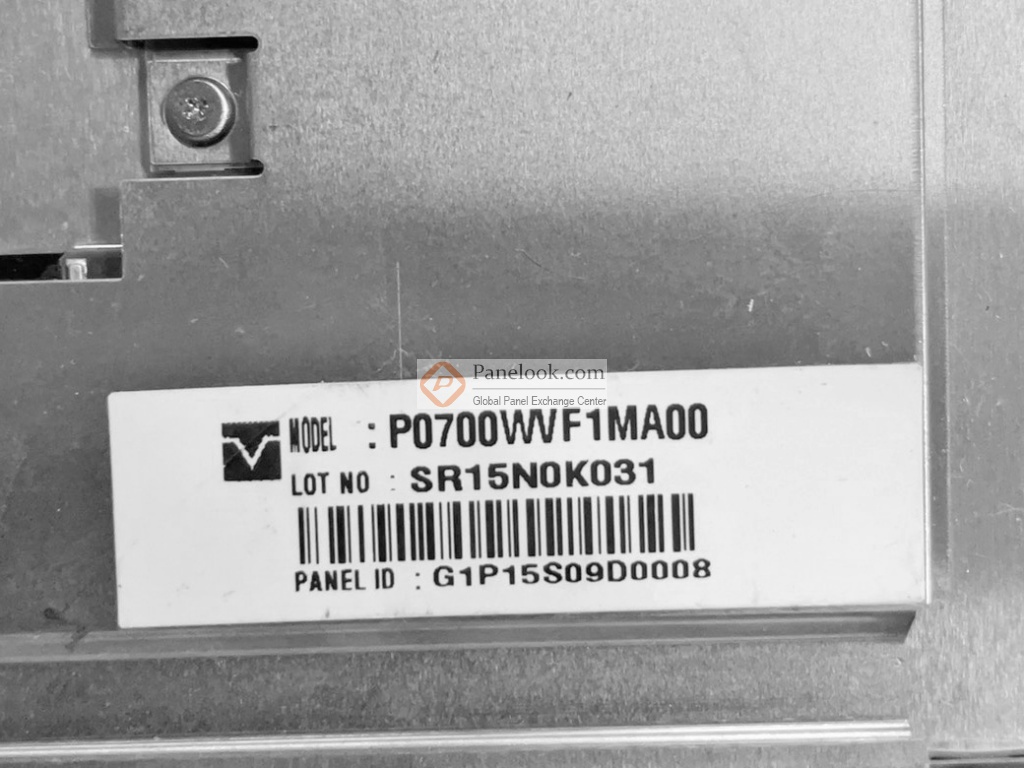 Panelook.com
Global Panel Exchange Center
MODEL : P0700WVF1MA00
LOT NO : SR15N0K031
PANEL ID : G1P15S09D0008